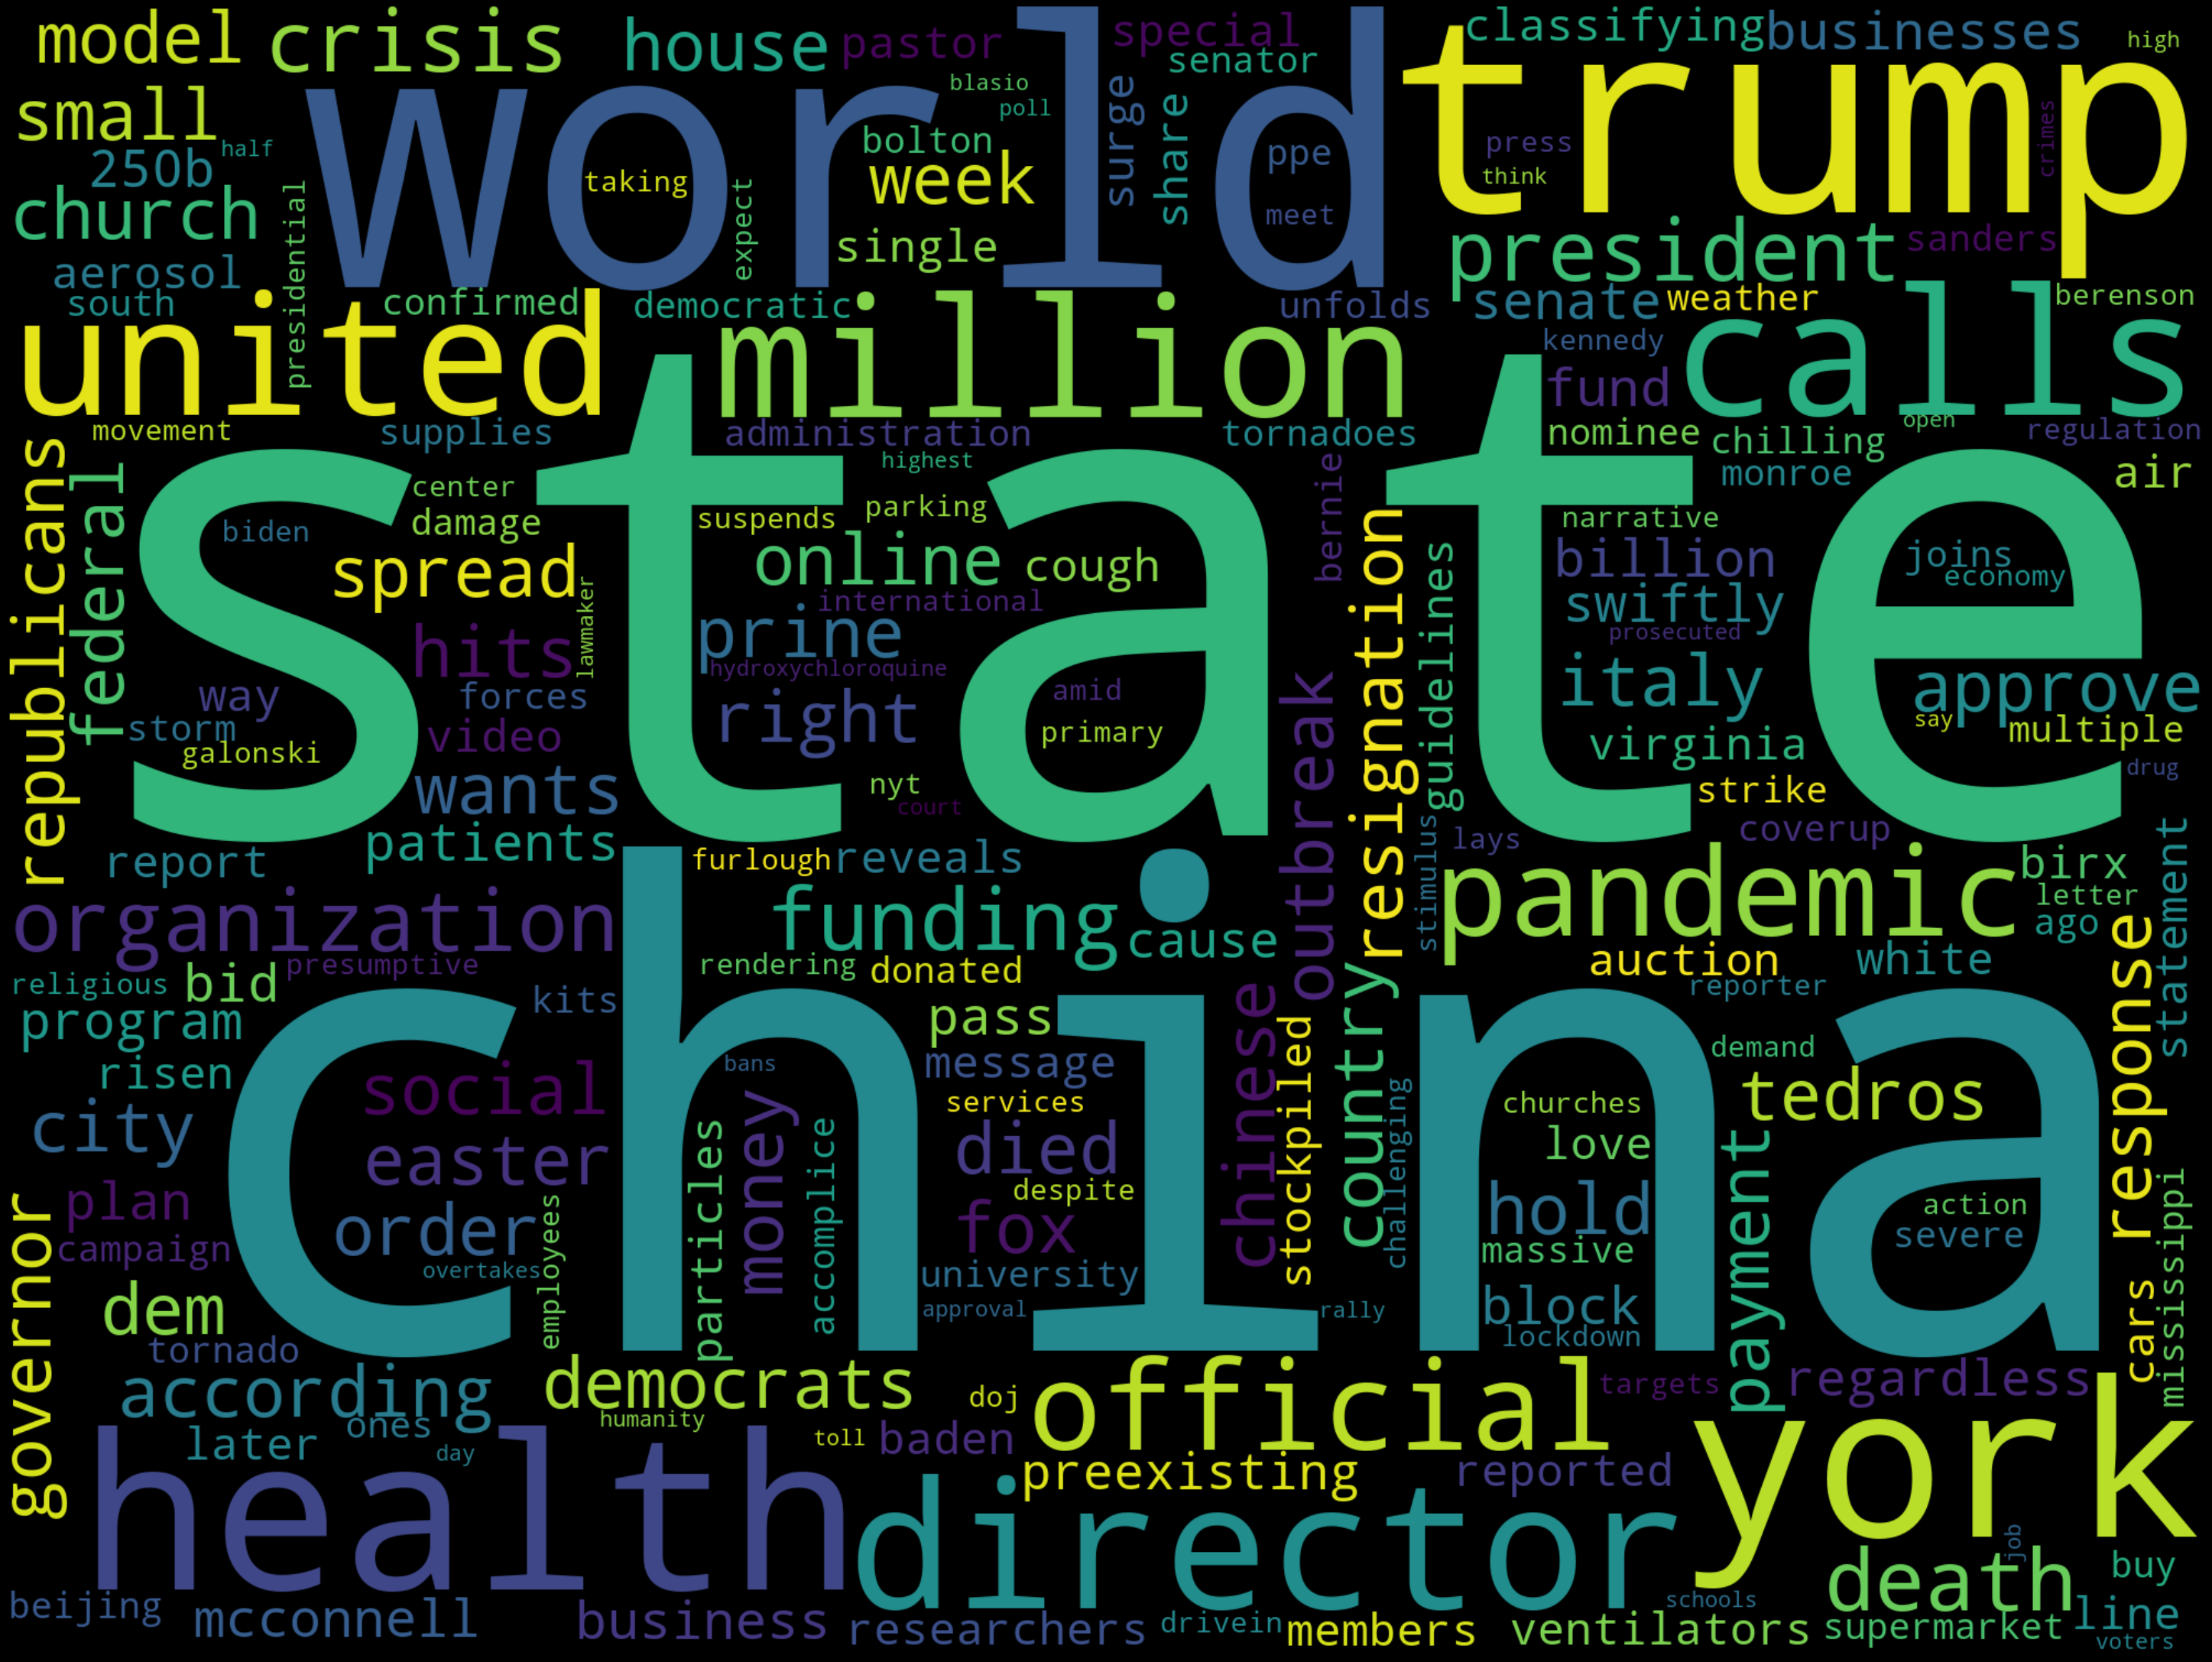 model
crisis
house
pastor
special
classifying
businesses
high
senator
small
world
blasio
poll
surge
share
trump
250b
half
bolton
ppe
press
crimes
taking
week
think
church
presidential
expect
meet
single
president
sanders
aerosol
south
confirmed
democratic
unfolds
senate
weather
berenson
united
million
kennedy
calls
fund
movement
supplies
administration
tornadoes
nominee
chilling
open
regulation
republicans
federal
state
center
highest
bernie
monroe
air
biden
damage
suspends
parking
resignation
narrative
spread
online
cough
guidelines
billion
joins
economy
lawmaker
international
swiftly
hits
prine
prosecuted
hydroxychloroquine
outbreak
italy
approve
way
forces
right
amid
say
storm
video
primary
virginia
multiple
galonski
wants
nyt
court
strike
drug
patients
stimulus
lays
coverup
statement
report
furlough
reveals
pandemic
birx
letter
organization
funding
cause
ago
religious
bid
presumptive
rendering
donated
country
auction
white
response
program
kits
china
pass
chinese
stockpiled
reporter
risen
social
bans
message
demand
city
easter
particles
money
accomplice
services
challenging
churches
tedros
died
love
payment
governor
plan
order
employees
despite
hold
action
mississippi
campaign
fox
massive
severe
overtakes
university
cars
dem
approval
rally
block
tornado
lockdown
according
democrats
official
targets
regardless
ones
humanity
doj
york
later
day
toll
baden
health
preexisting
reported
director
job
death
buy
beijing
mcconnell
business
researchers
drivein
members
ventilators
schools
supermarket
line
voters